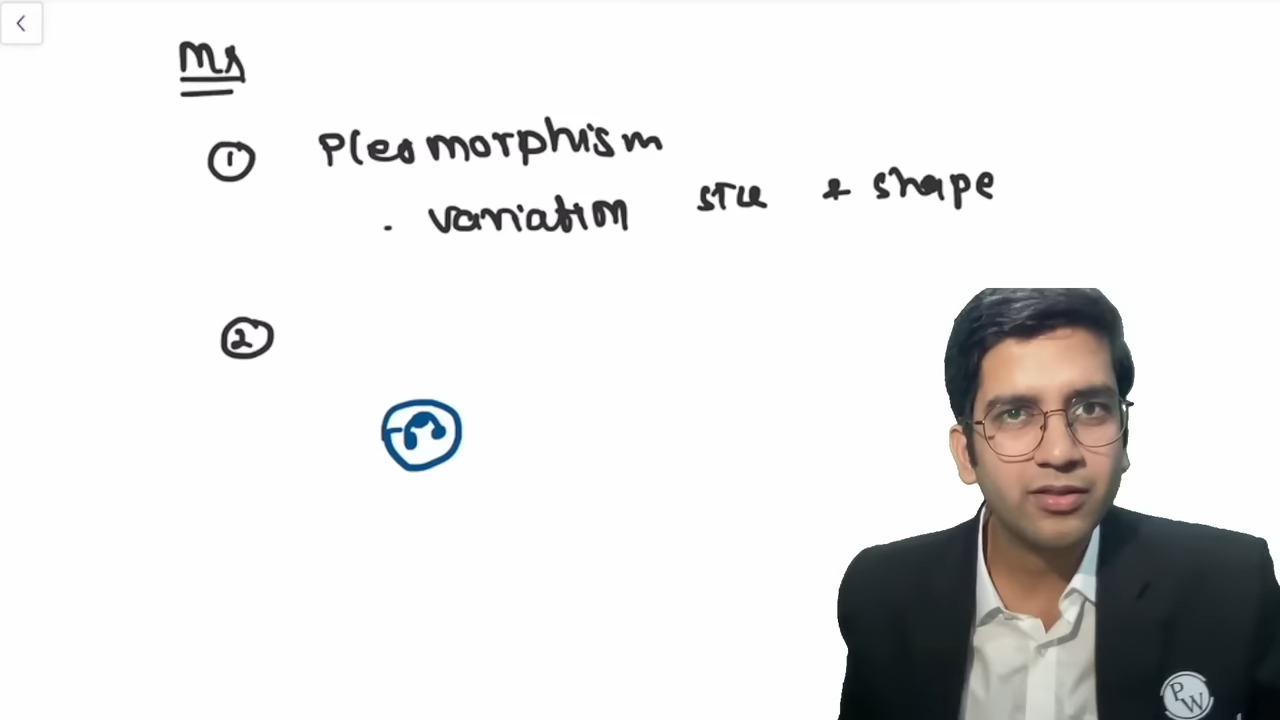 Ms
① Pleomorphism
. variation size & shape
②
PW